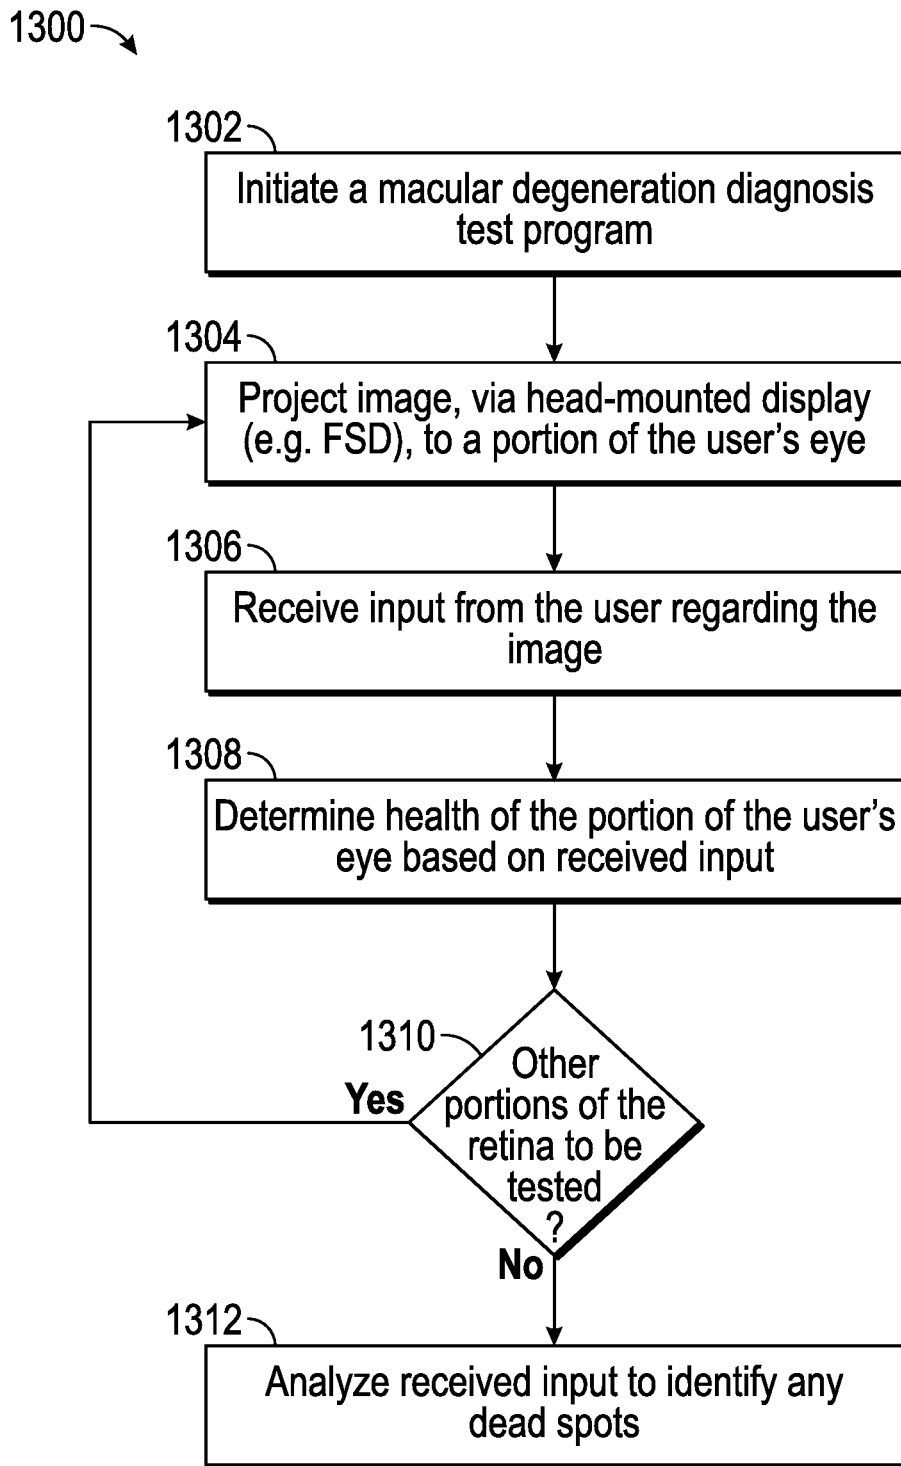 1300
1302
Initiate a macular degeneration diagnosis
test program
1304
Project image, via head-mounted display
(e.g. FSD), to a portion of the user's eye
1306
Receive input from the user regarding the
image
1308
Determine health of the portion of the user's
eye based on received input
1310
Other
portions of the
retina to be
tested
?
Yes
No
1312
Analyze received input to identify any
dead spots